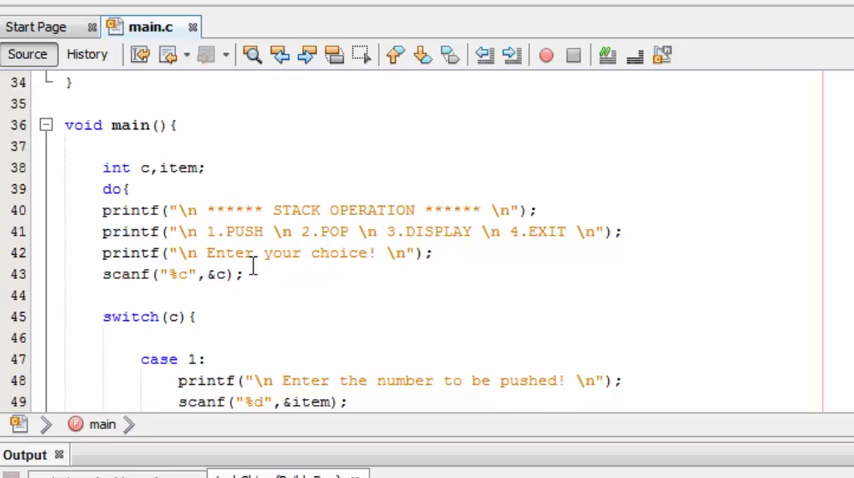 Start Page main.c
Source History
34 }
35
36 void main(){
37
38 int c,item;
39 do{
40 printf("\n ****** STACK OPERATION ****** \n");
41 printf("\n 1.PUSH \n 2.POP \n 3.DISPLAY \n 4.EXIT \n");
42 printf("\n Enter your choice! \n");
43 scanf("%c",&c);
44
45 switch(c){
46
47 case 1:
48 printf("\n Enter the number to be pushed! \n");
49 scanf("%d",&item);
main
Output